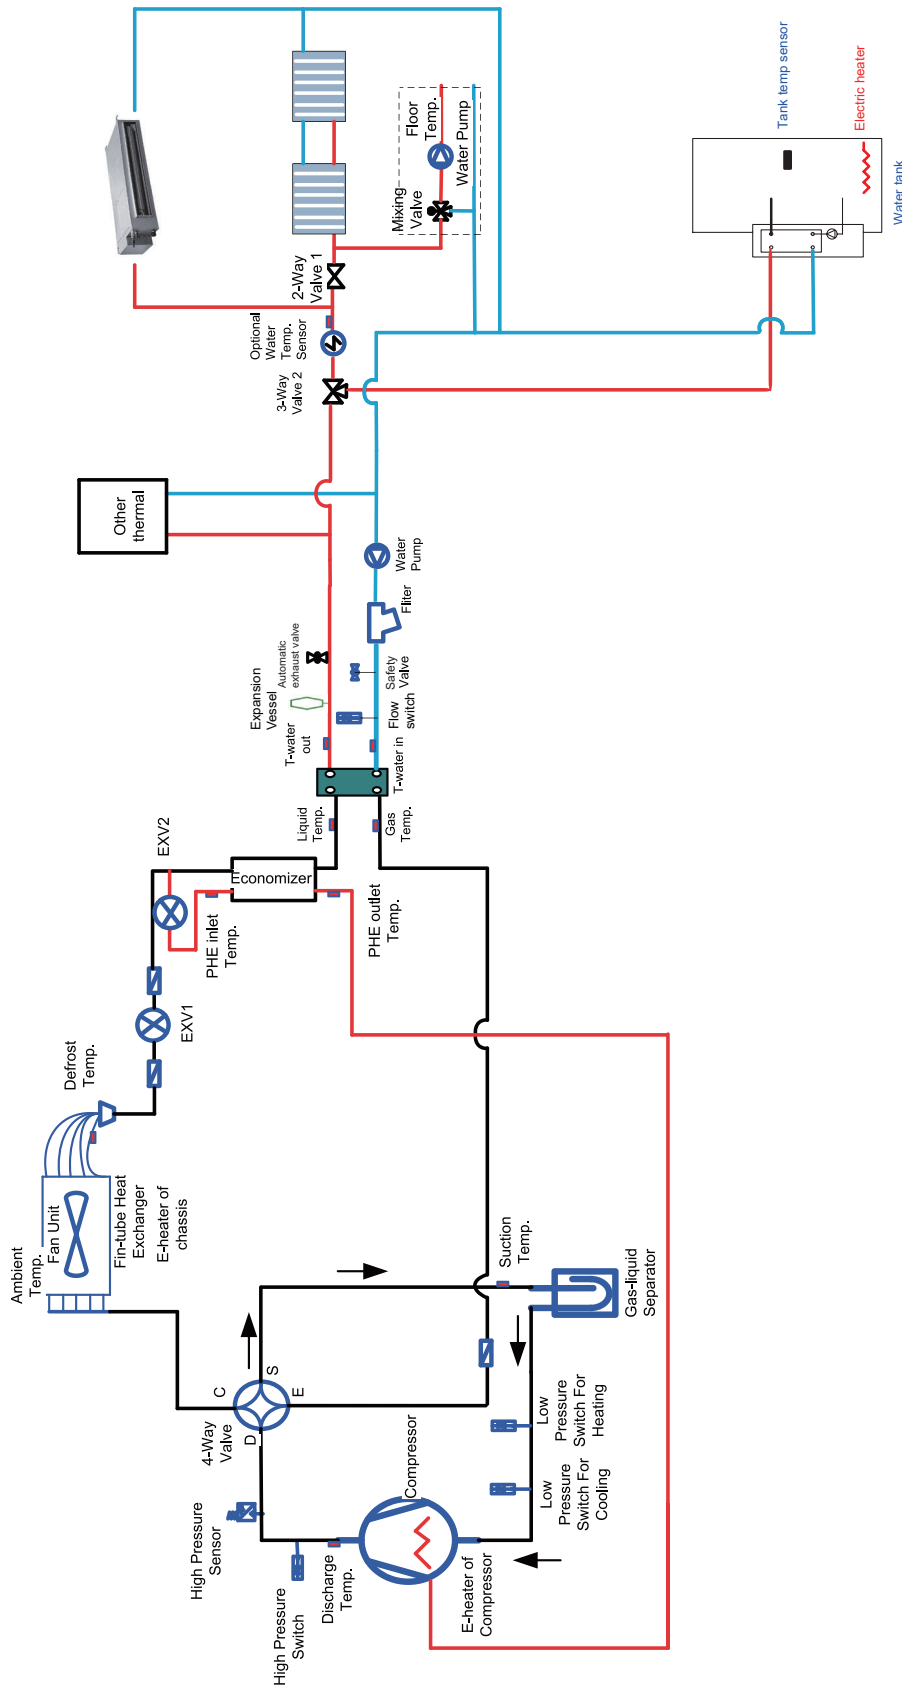 Ambient
Temp.
Fan Unit
Fin-tube Heat
Exchanger
E-heater of
chassis
Defrost
Temp.
EXV1
EXV2
PHE inlet
Temp.
Economizer
PHE outlet
Temp.
Liquid
Temp.
Gas
Temp.
T-water
out
T-water in
Expansion
Vessel
Automatic
exhaust valve
Flow
switch
Safety
Valve
Fliter
Water
Pump
Other
thermal
3-Way
Valve 2
Optional
Water
Temp.
Sensor
2-Way
Valve 1
Mixing
Valve
Floor
Temp.
Water Pump
Tank temp sensor
Electric heater
Water tank
4-Way
Valve
C
S
D
E
High Pressure
Sensor
High Pressure
Switch
Discharge
Temp.
Compressor
E-heater of
Compressor
Low
Pressure
Switch For
Cooling
Low
Pressure
Switch For
Heating
Suction
Temp.
Gas-liquid
Separator